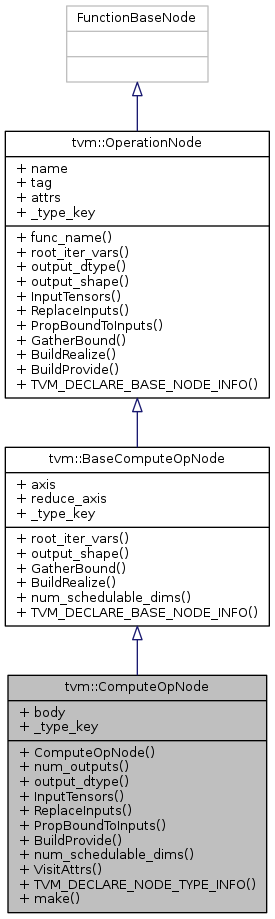 FunctionBaseNode
tvm::OperationNode
+ name
+ tag
+ attrs
+ _type_key
+ func_name()
+ root_iter_vars()
+ output_dtype()
+ output_shape()
+ InputTensors()
+ ReplaceInputs()
+ PropBoundToInputs()
+ GatherBound()
+ BuildRealize()
+ BuildProvide()
+ TVM_DECLARE_BASE_NODE_INFO()
tvm::BaseComputeOpNode
+ axis
+ reduce_axis
+ _type_key
+ root_iter_vars()
+ output_shape()
+ GatherBound()
+ BuildRealize()
+ num_schedulable_dims()
+ TVM_DECLARE_BASE_NODE_INFO()
tvm::ComputeOpNode
+ body
+ _type_key
+ ComputeOpNode()
+ num_outputs()
+ output_dtype()
+ InputTensors()
+ ReplaceInputs()
+ PropBoundToInputs()
+ BuildProvide()
+ num_schedulable_dims()
+ VisitAttrs()
+ TVM_DECLARE_NODE_TYPE_INFO()
+ make()